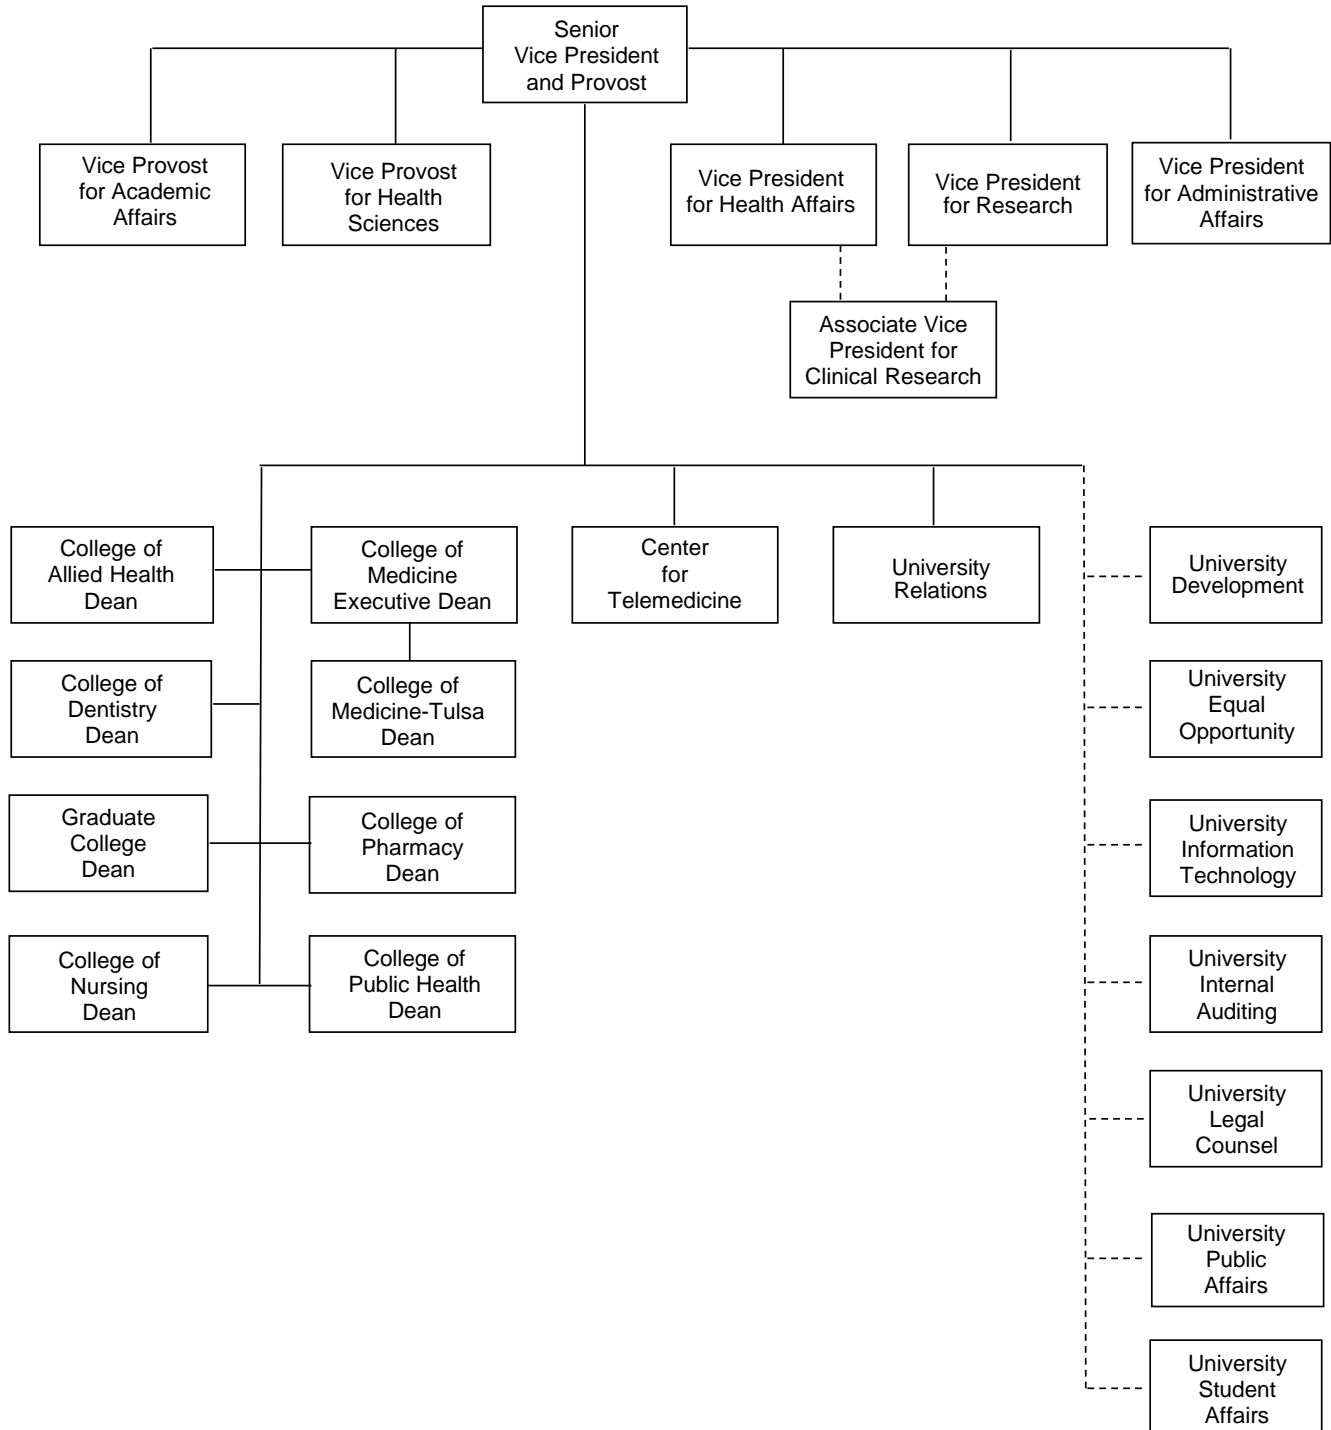 Senior
Vice President
and Provost
Vice Provost
for Academic
Affairs
Vice Provost
for Health
Sciences
Vice President
for Health Affairs
Vice President
for Research
Vice President
for Administrative
Affairs
Associate Vice
President for
Clinical Research
College of
Allied Health
Dean
College of
Medicine
Executive Dean
Center
for
Telemedicine
University
Relations
University
Development
College of
Dentistry
Dean
College of
Medicine-Tulsa
Dean
University
Equal
Opportunity
Graduate
College
Dean
College of
Pharmacy
Dean
University
Information
Technology
College of
Nursing
Dean
College of
Public Health
Dean
University
Internal
Auditing
University
Legal
Counsel
University
Public
Affairs
University
Student
Affairs